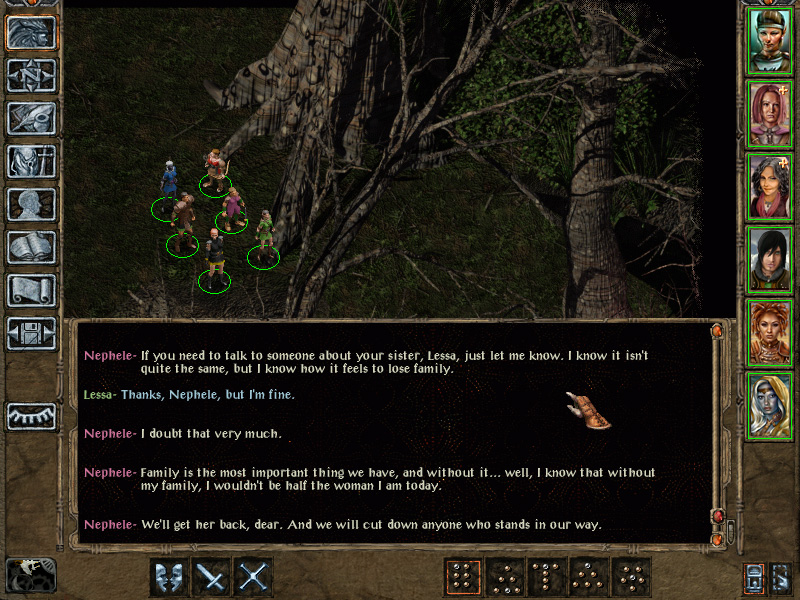 Nephele- If you need to talk to someone about your sister, Lessa, just let me know. I know it isn't
quite the same, but I know how it feels to lose family.
Lessa- Thanks, Nephele, but I'm fine.
Nephele- I doubt that very much.
Nephele- Family is the most important thing we have, and without it... well, I know that without
my family, I wouldn't be half the woman I am today.
Nephele- We'll get her back, dear. And we will cut down anyone who stands in our way.